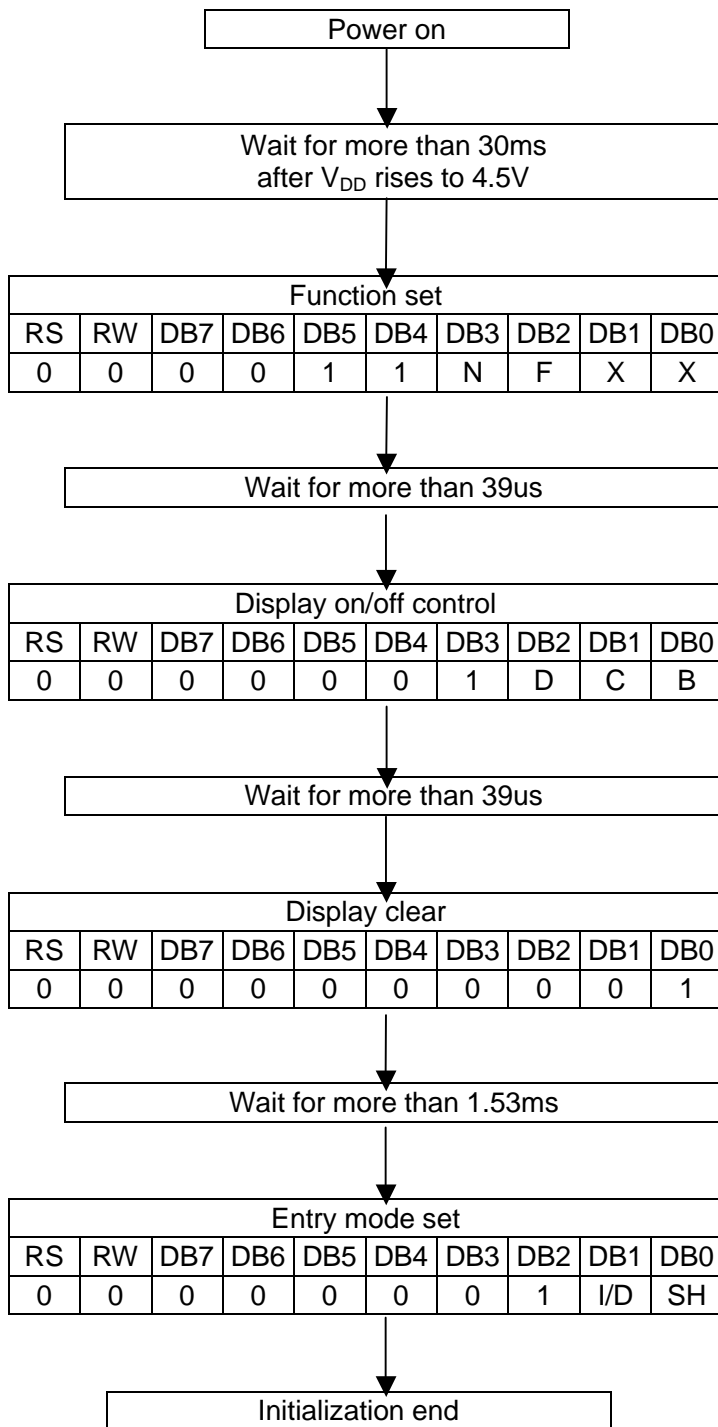 Power on
Wait for more than 30ms
after VDD rises to 4.5V
Function set
RS RW DB7 DB6 DB5 DB4 DB3 DB2 DB1 DB0
0 0 0 0 1 1 N F X X
Wait for more than 39us
Display on/off control
RS RW DB7 DB6 DB5 DB4 DB3 DB2 DB1 DB0
0 0 0 0 0 0 1 D C B
Wait for more than 39us
Display clear
RS RW DB7 DB6 DB5 DB4 DB3 DB2 DB1 DB0
0 0 0 0 0 0 0 0 0 1
Wait for more than 1.53ms
Entry mode set
RS RW DB7 DB6 DB5 DB4 DB3 DB2 DB1 DB0
0 0 0 0 0 0 0 1 I/D SH
Initialization end